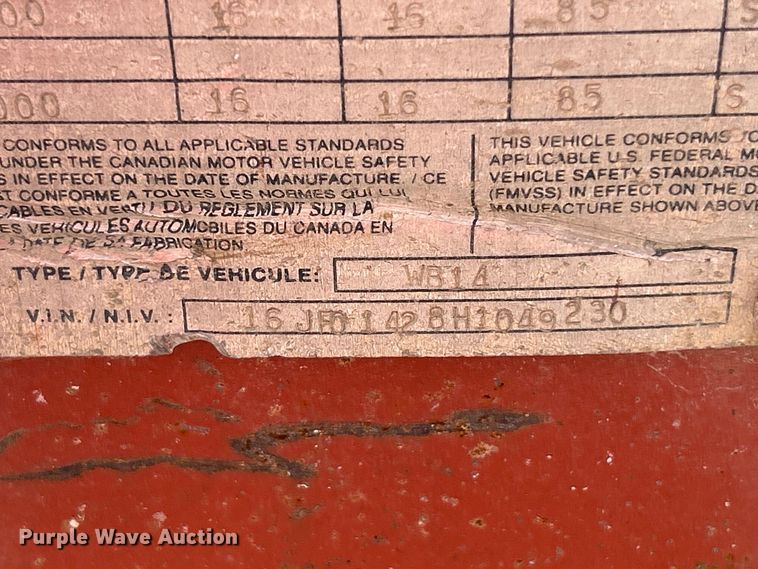 00 16 16 85 S
000 16 16 85 S
CONFORMS TO ALL APPLICABLE STANDARDS
UNDER THE CANADIAN MOTOR VEHICLE SAFETY
S IN EFFECT ON THE DATE OF MANUFACTURE. / CE
ST CONFORME A TOUTES LES NORMES QUI LUI
CABLES EN VERTU DU REGLEMENT SUR LA
ES VEHICULES AUTOMOBILES DU CANADA EN
A DATE DE SA FABRICATION
THIS VEHICLE CONFORMS TO
APPLICABLE U.S. FEDERAL MO
VEHICLE SAFETY STANDARDS
(FMVSS) IN EFFECT ON THE D
MANUFACTURE SHOWN ABOVE
TYPE / TYPE DE VEHICULE: WB14
V.I.N. / N.I.V. : 16JF01428H1049230
Purple Wave Auction